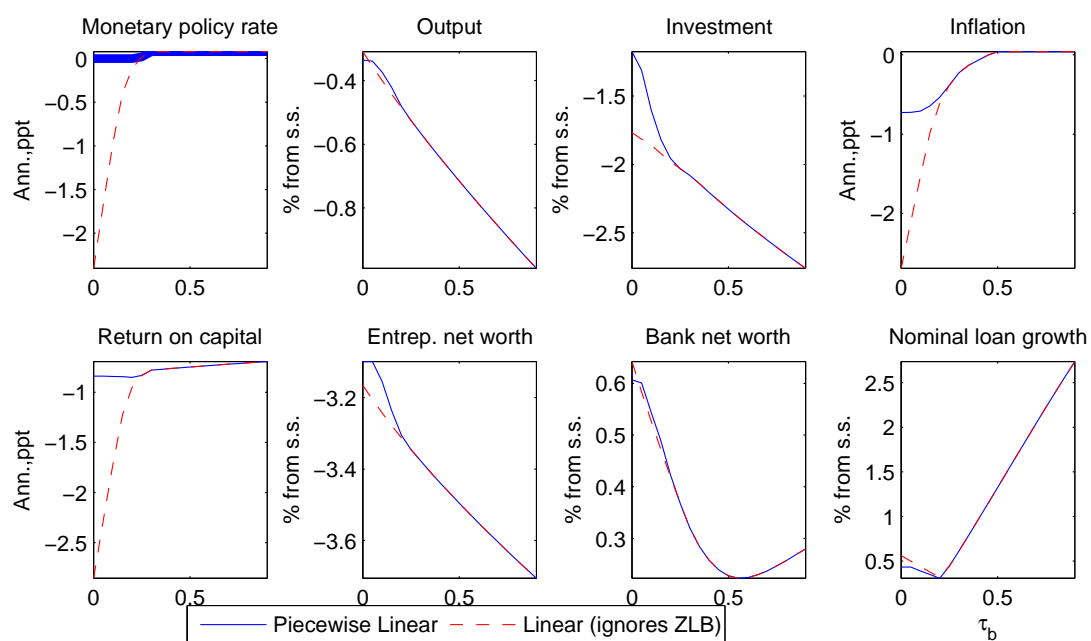 Monetary policy rate
Output
Investment
Inflation
Ann.,ppt
0
−0.5
−1
−1.5
−2
0
0.5
% from s.s.
−0.4
−0.6
−0.8
0
0.5
% from s.s.
−1.5
−2
−2.5
0
0.5
Ann.,ppt
0
−1
−2
0
0.5
Return on capital
Entrep. net worth
Bank net worth
Nominal loan growth
Ann.,ppt
−1
−1.5
−2
−2.5
0
0.5
% from s.s.
−3.2
−3.4
−3.6
0
0.5
% from s.s.
0.6
0.5
0.4
0.3
0
0.5
% from s.s.
2.5
2
1.5
1
0.5
0
0.5
τ_b
Piecewise Linear
Linear (ignores ZLB)